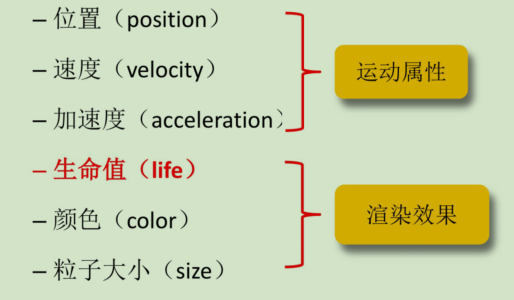 – 位置（position）
– 速度（velocity）
– 加速度（acceleration）
运动属性
– 生命值（life）
– 颜色（color）
– 粒子大小（size）
渲染效果